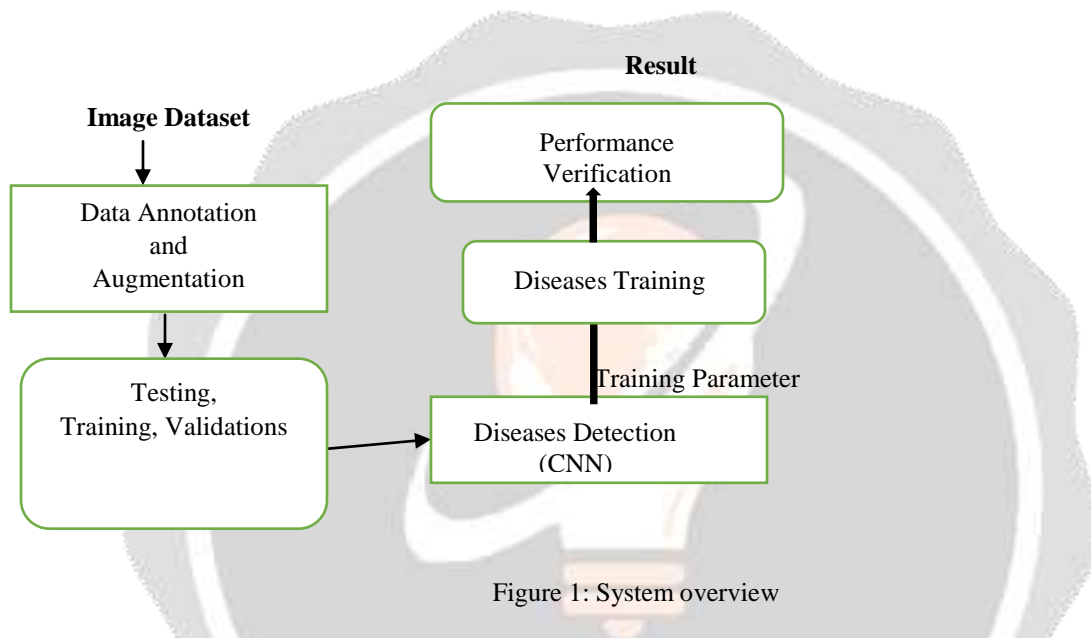 Image Dataset
Data Annotation
and
Augmentation
Testing,
Training, Validations
Result
Performance
Verification
Diseases Training
Training Parameter
Diseases Detection
(CNN)
Figure 1: System overview